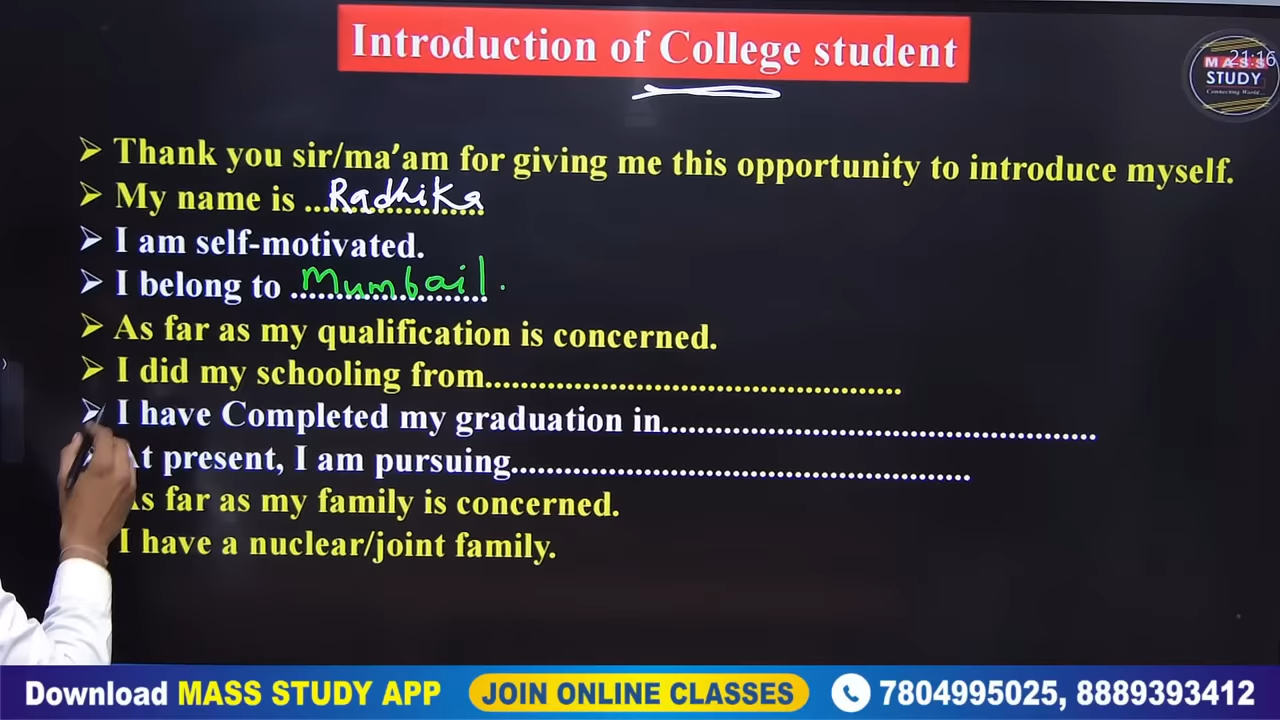 Introduction of College student
21:16
MASS
STUDY
Connecting World...
➢ Thank you sir/ma'am for giving me this opportunity to introduce myself.
➢ My name is ...Radhika
➢ I am self-motivated.
➢ I belong to Mumbail.
➢ As far as my qualification is concerned.
➢ I did my schooling from...............................................
➢ I have Completed my graduation in.................................................
At present, I am pursuing....................................................
As far as my family is concerned.
I have a nuclear/joint family.
Download MASS STUDY APP JOIN ONLINE CLASSES 7804995025, 8889393412